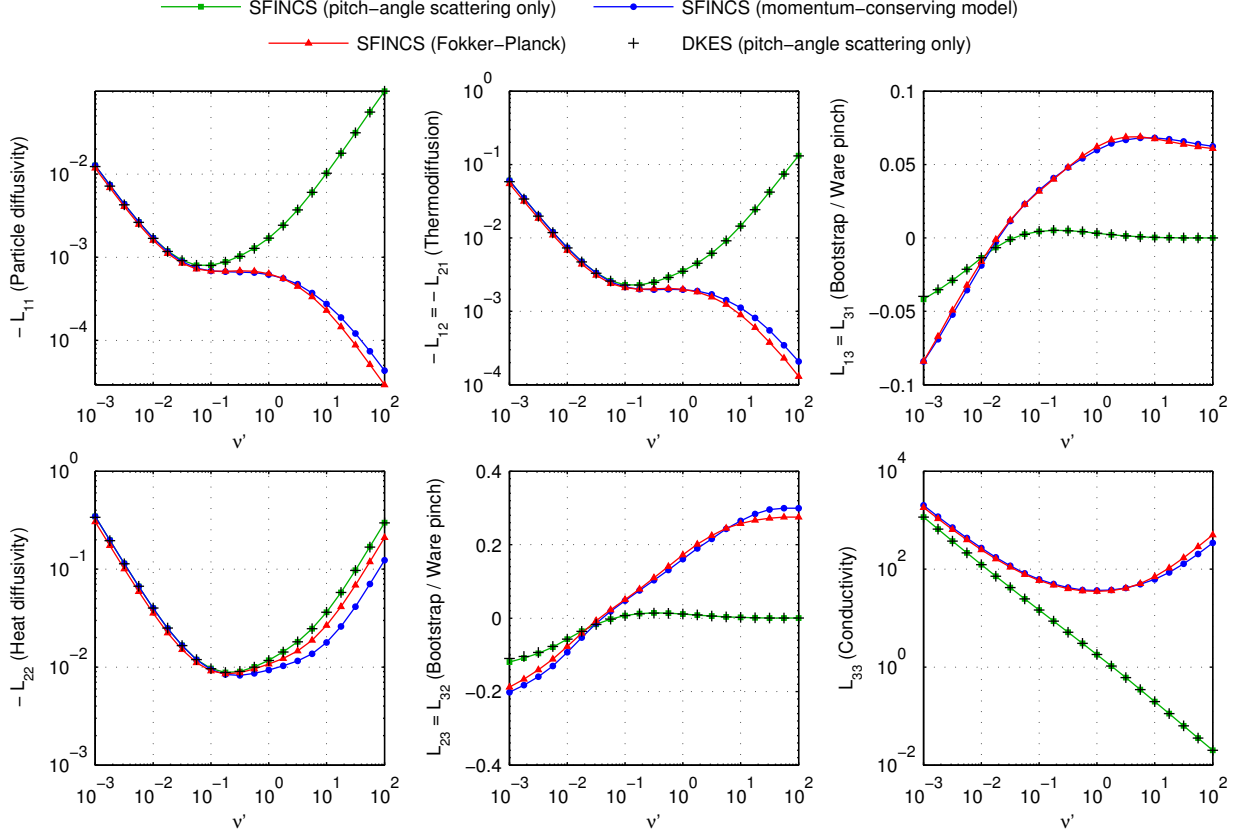 SFINCS (pitch−angle scattering only) SFINCS (momentum−conserving model)
SFINCS (Fokker−Planck) DKES (pitch−angle scattering only)
− L11 (Particle diffusivity)
10−2
10−3
10−4
10−3 10−2 10−1 100 101 102
ν'
− L12 = − L21 (Thermodiffusion)
100
10−1
10−2
10−3
10−4
10−3 10−2 10−1 100 101 102
ν'
L13 = L31 (Bootstrap / Ware pinch)
0.1
0.05
0
−0.05
−0.1
10−3 10−2 10−1 100 101 102
ν'
− L22 (Heat diffusivity)
100
10−1
10−2
10−3
10−3 10−2 10−1 100 101 102
ν'
L23 = L32 (Bootstrap / Ware pinch)
0.4
0.2
0
−0.2
−0.4
10−3 10−2 10−1 100 101 102
ν'
L33 (Conductivity)
104
102
100
10−2
10−3 10−2 10−1 100 101 102
ν'